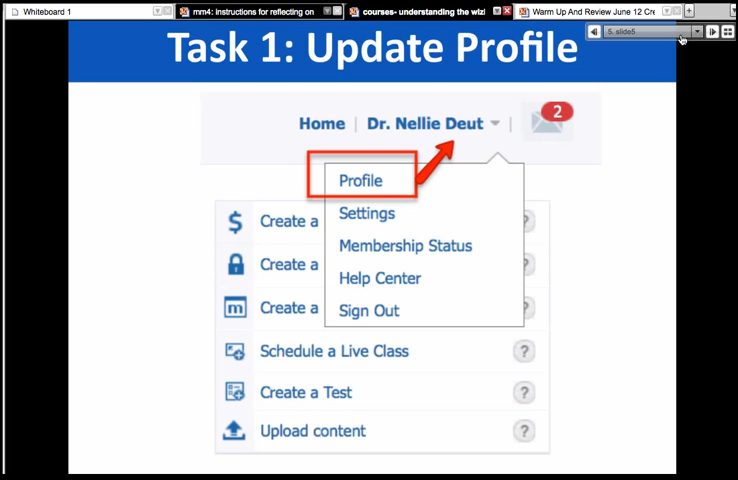 Whiteboard 1
mm4: instructions for reflecting on
courses- understanding the wizi
Warm Up And Review June 12 Cre
5. slide5
Task 1: Update Profile
Home | Dr. Nellie Deut |
2
Profile
Settings
Membership Status
Help Center
Sign Out
$ Create a ?
Create a ?
m Create a ?
Schedule a Live Class ?
Create a Test ?
Upload content ?